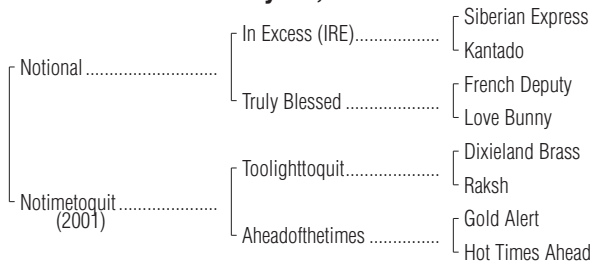 Siberian Express
In Excess (IRE)..................
Kantado
Notional ............................
French Deputy
Truly Blessed ....................
Love Bunny
Dixieland Brass
Toolighttoquit....................
Raksh
Notimetoquit .....................
(2001)
Gold Alert
Aheadofthetimes ...............
Hot Times Ahead